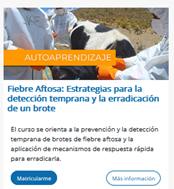 AUTOAPRENDIZAJE
Fiebre Aftosa: Estrategias para la
detección temprana y la erradicación
de un brote
El curso se orienta a la prevención y la detección
temprana de brotes de fiebre aftosa y la
aplicación de mecanismos de respuesta rápida
para erradicarla.
Matricularme
Más información